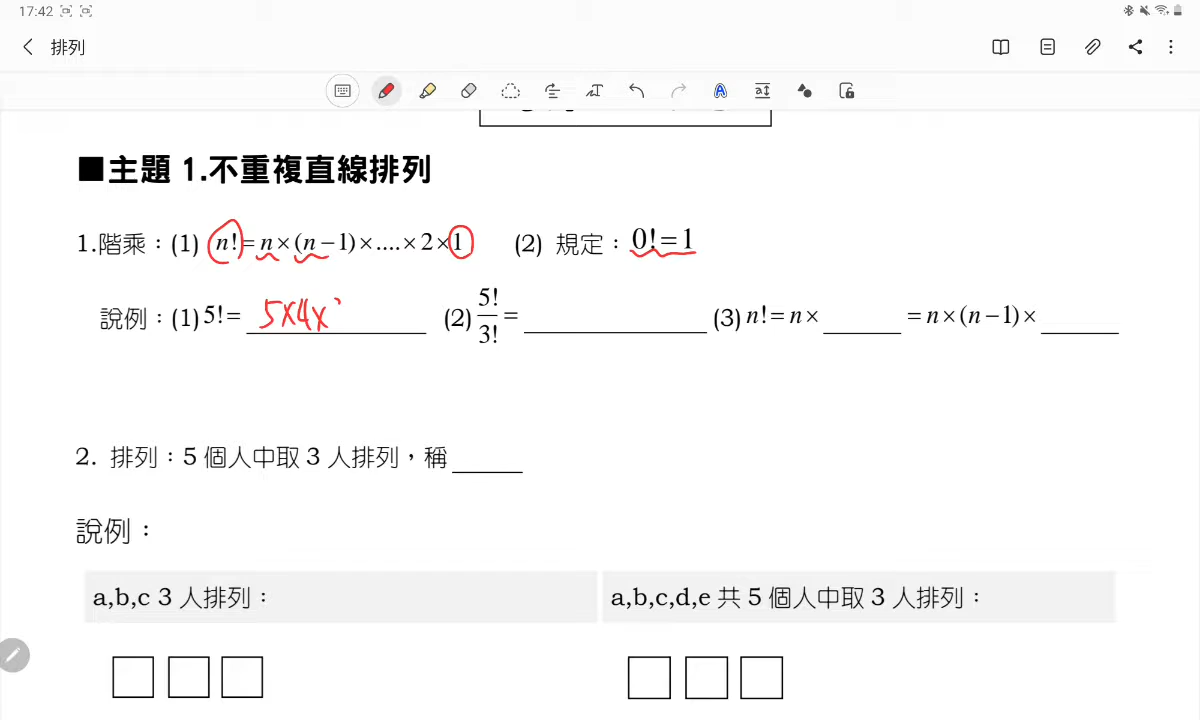 17:42
排列
■主題 1.不重複直線排列
1.階乘：(1) n!=n×(n−1)×....×2×1 (2) 規定：0!=1
說例：(1) 5!= 5×4× (2) 5!/3! = (3) n!=n× =n×(n−1)×
2. 排列：5 個人中取 3 人排列，稱
說例：
a,b,c 3 人排列： a,b,c,d,e 共 5 個人中取 3 人排列：